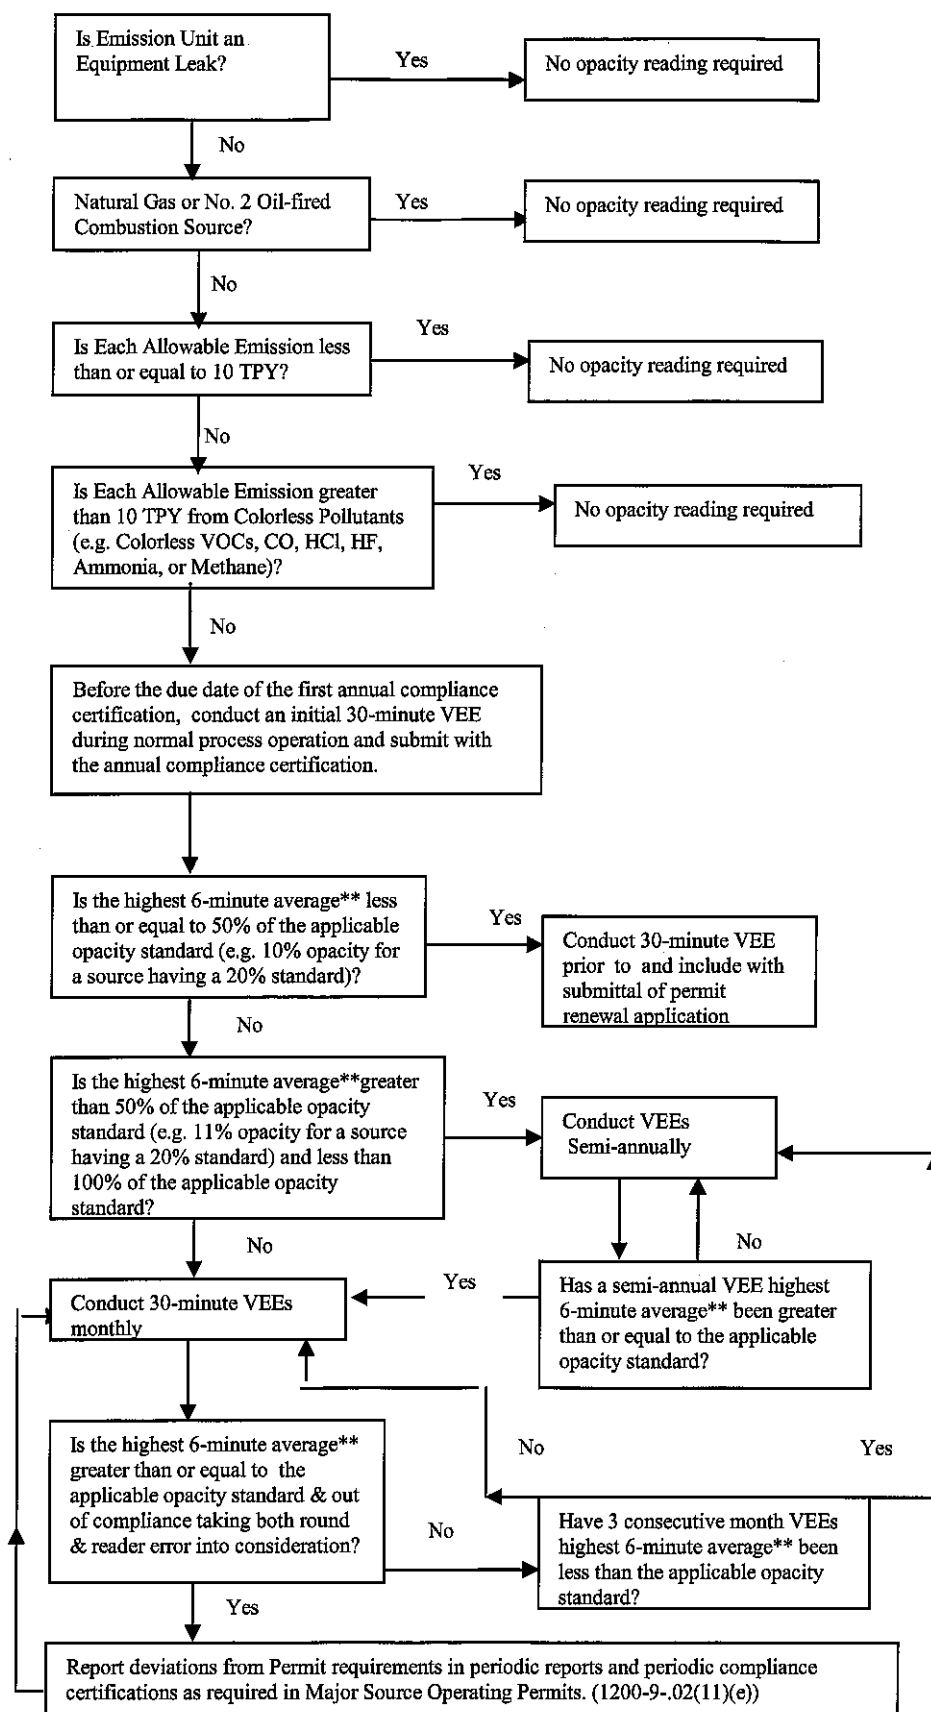 Is Emission Unit an
Equipment Leak?
Yes
No opacity reading required
No
Natural Gas or No. 2 Oil-fired
Combustion Source?
Yes
No opacity reading required
No
Is Each Allowable Emission less
than or equal to 10 TPY?
Yes
No opacity reading required
No
Is Each Allowable Emission greater
than 10 TPY from Colorless Pollutants
(e.g. Colorless VOCs, CO, HCl, HF,
Ammonia, or Methane)?
Yes
No opacity reading required
No
Before the due date of the first annual compliance
certification, conduct an initial 30-minute VEE
during normal process operation and submit with
the annual compliance certification.
Is the highest 6-minute average** less
than or equal to 50% of the applicable
opacity standard (e.g. 10% opacity for
a source having a 20% standard)?
Yes
Conduct 30-minute VEE
prior to and include with
submittal of permit
renewal application
No
Is the highest 6-minute average**greater
than 50% of the applicable opacity
standard (e.g. 11% opacity for a source
having a 20% standard) and less than
100% of the applicable opacity
standard?
Yes
Conduct VEEs
Semi-annually
No
No
Conduct 30-minute VEEs
monthly
Yes
Has a semi-annual VEE highest
6-minute average** been greater
than or equal to the applicable
opacity standard?
Is the highest 6-minute average**
greater than or equal to the
applicable opacity standard & out
of compliance taking both round
& reader error into consideration?
No
Yes
No
Have 3 consecutive month VEEs
highest 6-minute average** been
less than the applicable opacity
standard?
Yes
Report deviations from Permit requirements in periodic reports and periodic compliance
certifications as required in Major Source Operating Permits. (1200-9-.02(11)(e))